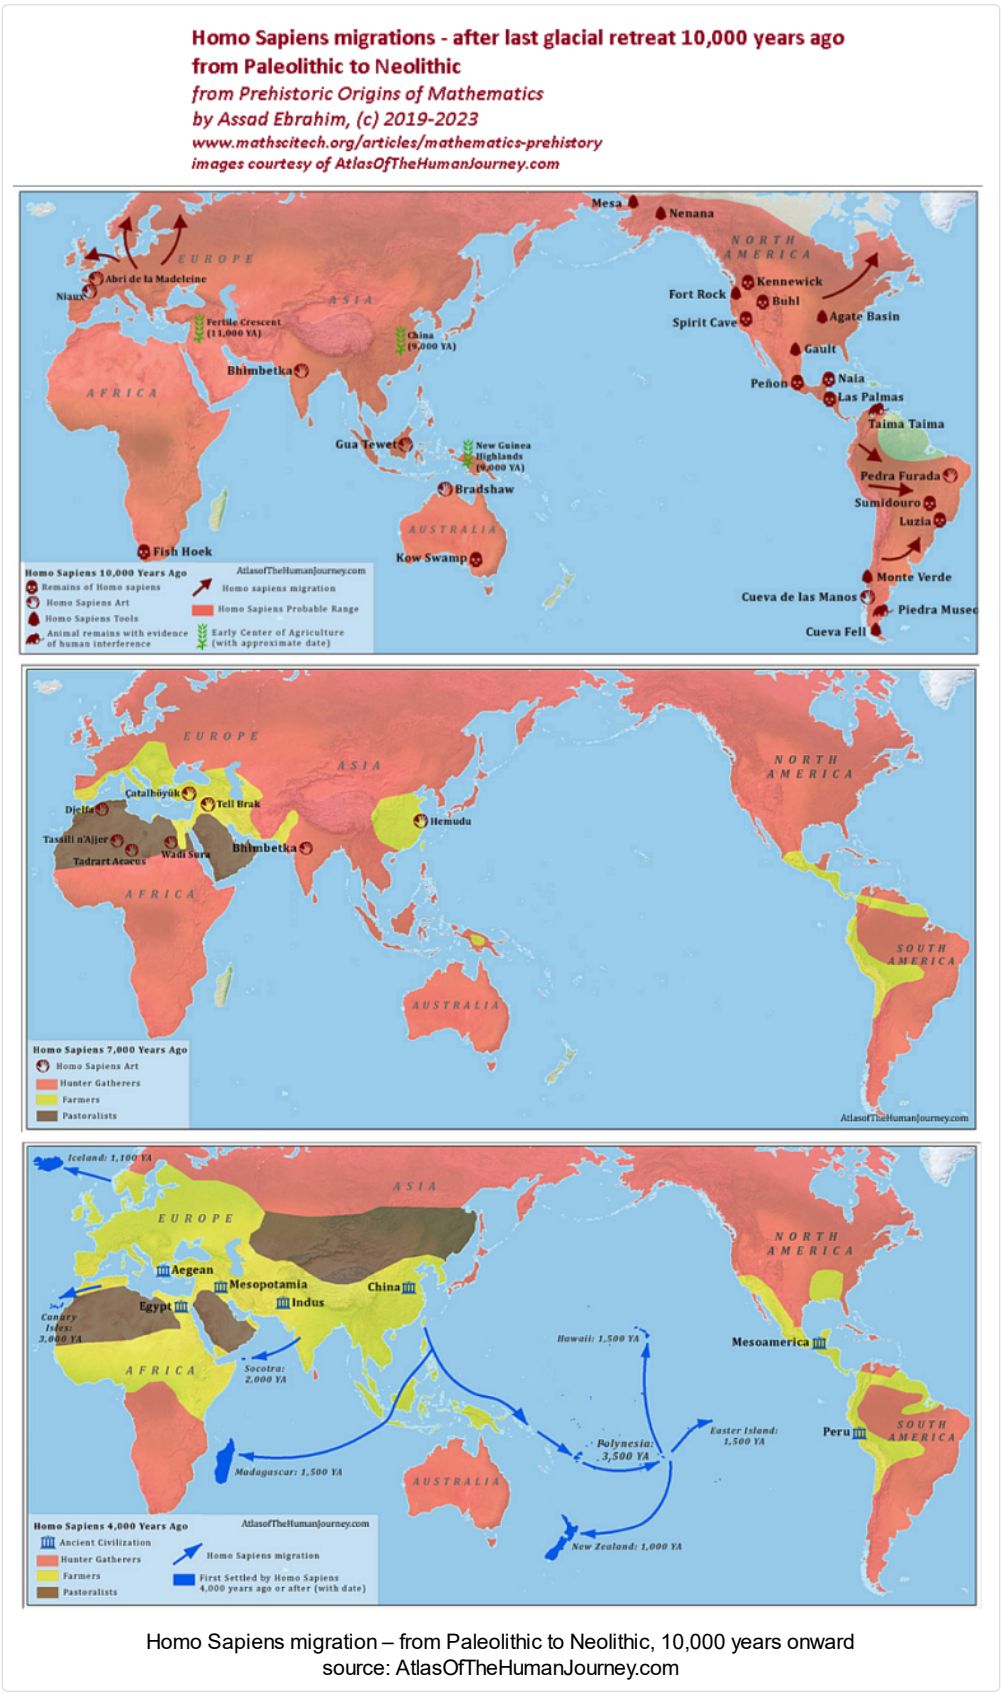 Homo Sapiens migrations - after last glacial retreat 10,000 years ago
from Paleolithic to Neolithic
from Prehistoric Origins of Mathematics
by Assad Ebrahim, (c) 2019-2023
www.mathscitech.org/articles/mathematics-prehistory
images courtesy of AtlasOfTheHumanJourney.com
Mesa
Nenana
NORTH
AMERICA
EUROPE
Abri de la Madeleine
Niaux
ASIA
Kennewick
Fort Rock
Buhl
Spirit Cave
Agate Basin
Fertile Crescent
(11,000 YA)
China
(9,000 YA)
Gault
Bhimbetka
Peñon
Naia
AFRICA
Las Palmas
Taima Taima
Gua Tewet
New Guinea
Highlands
(9,000 YA)
Pedra Furada
Bradshaw
Sumidouro
Luzia
AUSTRALIA
Fish Hoek
Kow Swamp
Monte Verde
Cueva de las Manos
Piedra Museo
Cueva Fell
Homo Sapiens 10,000 Years Ago
AtlasofTheHumanJourney.com
Remains of Homo sapiens
Homo sapiens migration
Homo Sapiens Art
Homo Sapiens Probable Range
Homo Sapiens Tools
Animal remains with evidence
of human interference
Early Center of Agriculture
(with approximate date)
EUROPE
ASIA
NORTH
AMERICA
Çatalhöyük
Tell Brak
Djelfa
Hemudu
Tassili n'Ajjer
Tadrart Acacus
Wadi Sura
Bhimbetka
AFRICA
SOUTH
AMERICA
AUSTRALIA
Homo Sapiens 7,000 Years Ago
Homo Sapiens Art
Hunter Gatherers
Farmers
Pastoralists
AtlasofTheHumanJourney.com
Iceland: 1,100 YA
ASIA
EUROPE
NORTH
AMERICA
Aegean
Mesopotamia
China
Egypt
Indus
Canary
Isles:
3,000 YA
Hawaii: 1,500 YA
Mesoamerica
AFRICA
Socotra:
2,000 YA
Easter Island:
1,500 YA
Peru
SOUTH
AMERICA
Polynesia:
3,500 YA
Madagascar: 1,500 YA
AUSTRALIA
New Zealand: 1,000 YA
Homo Sapiens 4,000 Years Ago
AtlasofTheHumanJourney.com
Ancient Civilization
Homo Sapiens migration
Hunter Gatherers
Farmers
First Settled by Homo Sapiens
4,000 years ago or after (with date)
Pastoralists
Homo Sapiens migration – from Paleolithic to Neolithic, 10,000 years onward
source: AtlasOfTheHumanJourney.com